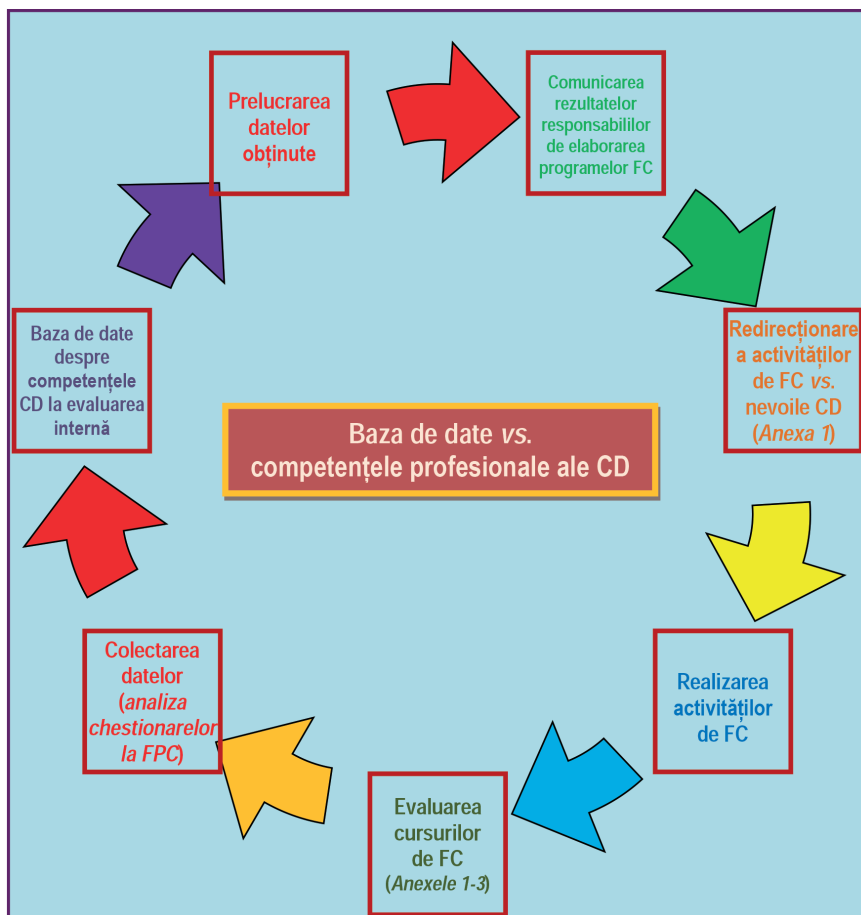 Prelucrarea
datelor
obținute
Comunicarea
rezultatelor
responsabililor
de elaborarea
programelor FC
Redirecționare
a activităților
de FC vs.
nevoile CD
(Anexa 1)
Realizarea
activităților
de FC
Evaluarea
cursurilor
de FC
(Anexele 1-3)
Colectarea
datelor
(analiza
chestionarelor
la FPC)
Baza de date
despre
competențele
CD la evaluarea
internă
Baza de date vs.
competențele profesionale ale CD